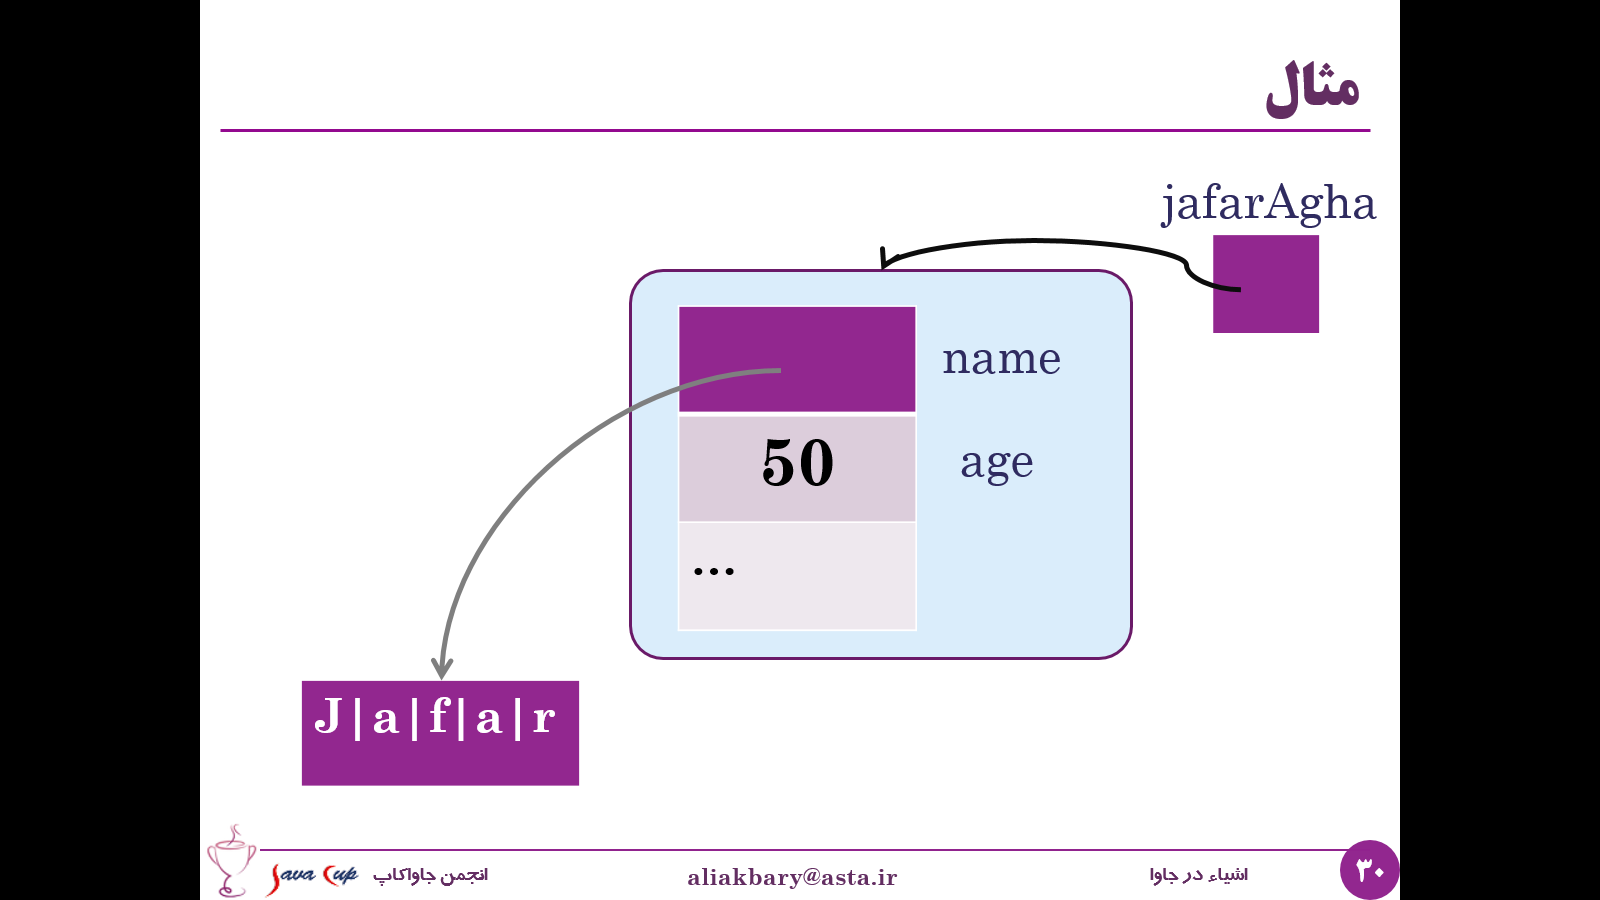 مثال
jafarAgha
name
50
age
...
J|a|f|a|r
Java Cup
انجمن جاواکاپ
aliakbary@asta.ir
اشیاء در جاوا
۳۰